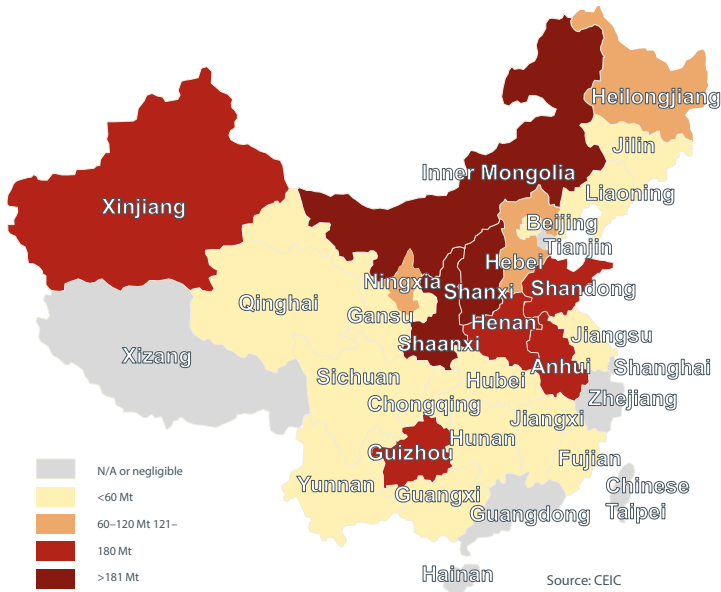 Heilongjiang
Jilin
Inner Mongolia
Liaoning
Xinjiang
Beijing
Tianjin
Hebei
Ningxia
Shanxi
Shandong
Qinghai
Gansu
Henan
Jiangsu
Shaanxi
Xizang
Anhui
Shanghai
Sichuan
Hubei
Zhejiang
Chongqing
Jiangxi
Hunan
Guizhou
Fujian
Yunnan
Guangxi
Chinese
Taipei
Guangdong
Hainan
N/A or negligible
<60 Mt
60–120 Mt 121–
180 Mt
>181 Mt
Source: CEIC